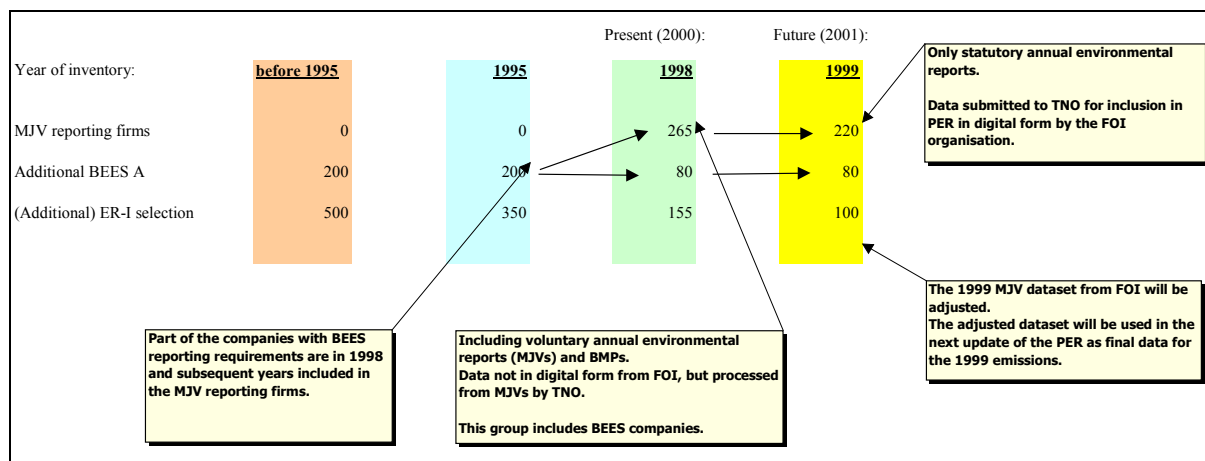 Present (2000): Future (2001):
Year of inventory: before 1995 1995 1998 1999
MJV reporting firms 0 0 265 220
Additional BEES A 200 200 80 80
(Additional) ER-I selection 500 350 155 100
Only statutory annual environmental
reports.
Data submitted to TNO for inclusion in
PER in digital form by the FOI
organisation.
Part of the companies with BEES
reporting requirements are in 1998
and subsequent years included in
the MJV reporting firms.
Including voluntary annual environmental
reports (MJVs) and BMPs.
Data not in digital form from FOI, but processed
from MJVs by TNO.
This group includes BEES companies.
The 1999 MJV dataset from FOI will be
adjusted.
The adjusted dataset will be used in the
next update of the PER as final data for
the 1999 emissions.